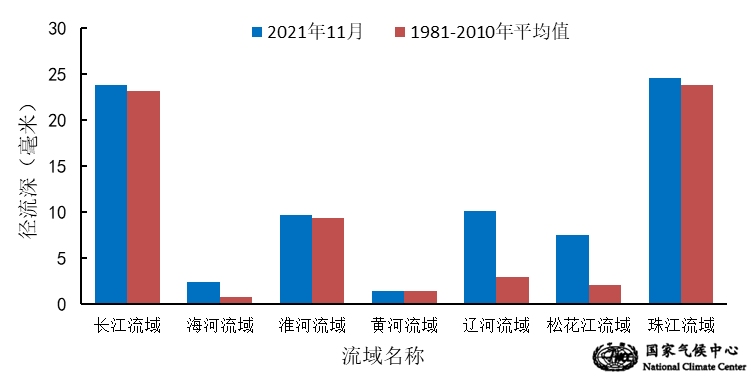 2021年11月 1981-2010年平均值
30
25
20
15
10
5
0
径流深（毫米）
长江流域 海河流域 淮河流域 黄河流域 辽河流域 松花江流域 珠江流域
流域名称
国家气候中心
National Climate Center